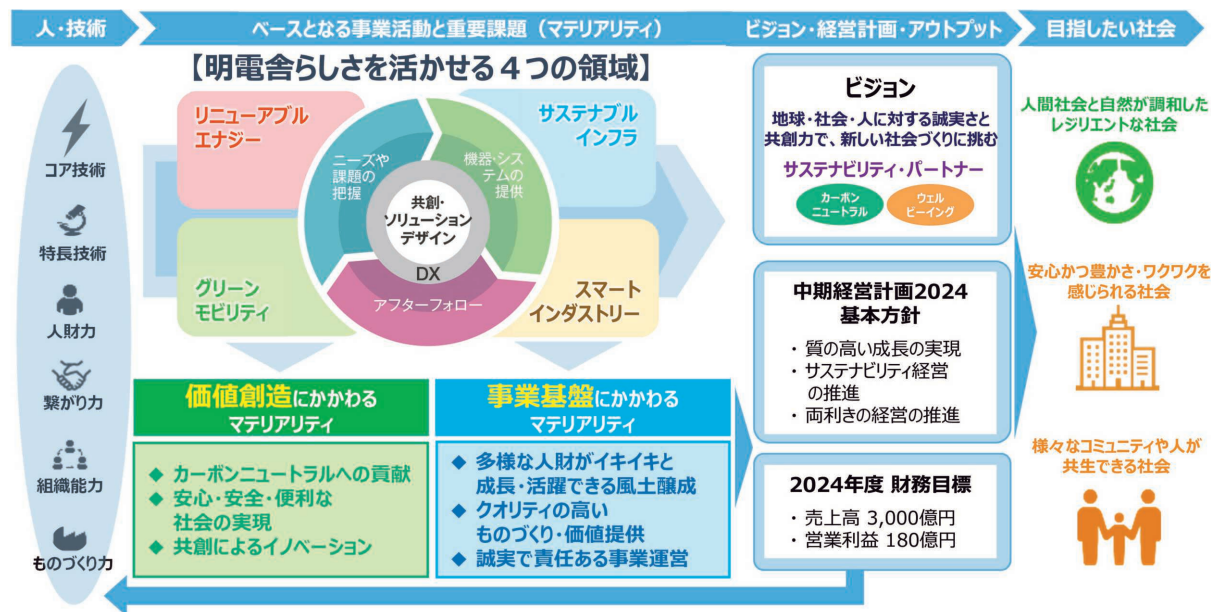 人・技術
ベースとなる事業活動と重要課題(マテリアリティ)
ビジョン・経営計画・アウトプット
目指したい社会
コア技術
特長技術
人財力
繋がり力
組織能力
ものづくり力
【明電舎らしさを活かせる4つの領域】
リニューアブル
エナジー
サステナブル
インフラ
グリーン
モビリティ
スマート
インダストリー
ニーズや
課題の
把握
機器・シス
テムの
提供
共創・
ソリューション
デザイン
DX
アフターフォロー
価値創造にかかわる
マテリアリティ
◆ カーボンニュートラルへの貢献
◆ 安心・安全・便利な
社会の実現
◆ 共創によるイノベーション
事業基盤にかかわる
マテリアリティ
◆ 多様な人財がイキイキと
成長・活躍できる風土醸成
◆ クオリティの高い
ものづくり・価値提供
◆ 誠実で責任ある事業運営
ビジョン
地球・社会・人に対する誠実さと
共創力で、新しい社会づくりに挑む
サステナビリティ・パートナー
カーボン
ニュートラル
ウェル
ビーイング
中期経営計画2024
基本方針
・質の高い成長の実現
・サステナビリティ経営
の推進
・両利きの経営の推進
2024年度 財務目標
・売上高 3,000億円
・営業利益 180億円
人間社会と自然が調和した
レジリエントな社会
安心かつ豊かさ・ワクワクを
感じられる社会
様々なコミュニティや人が
共生できる社会